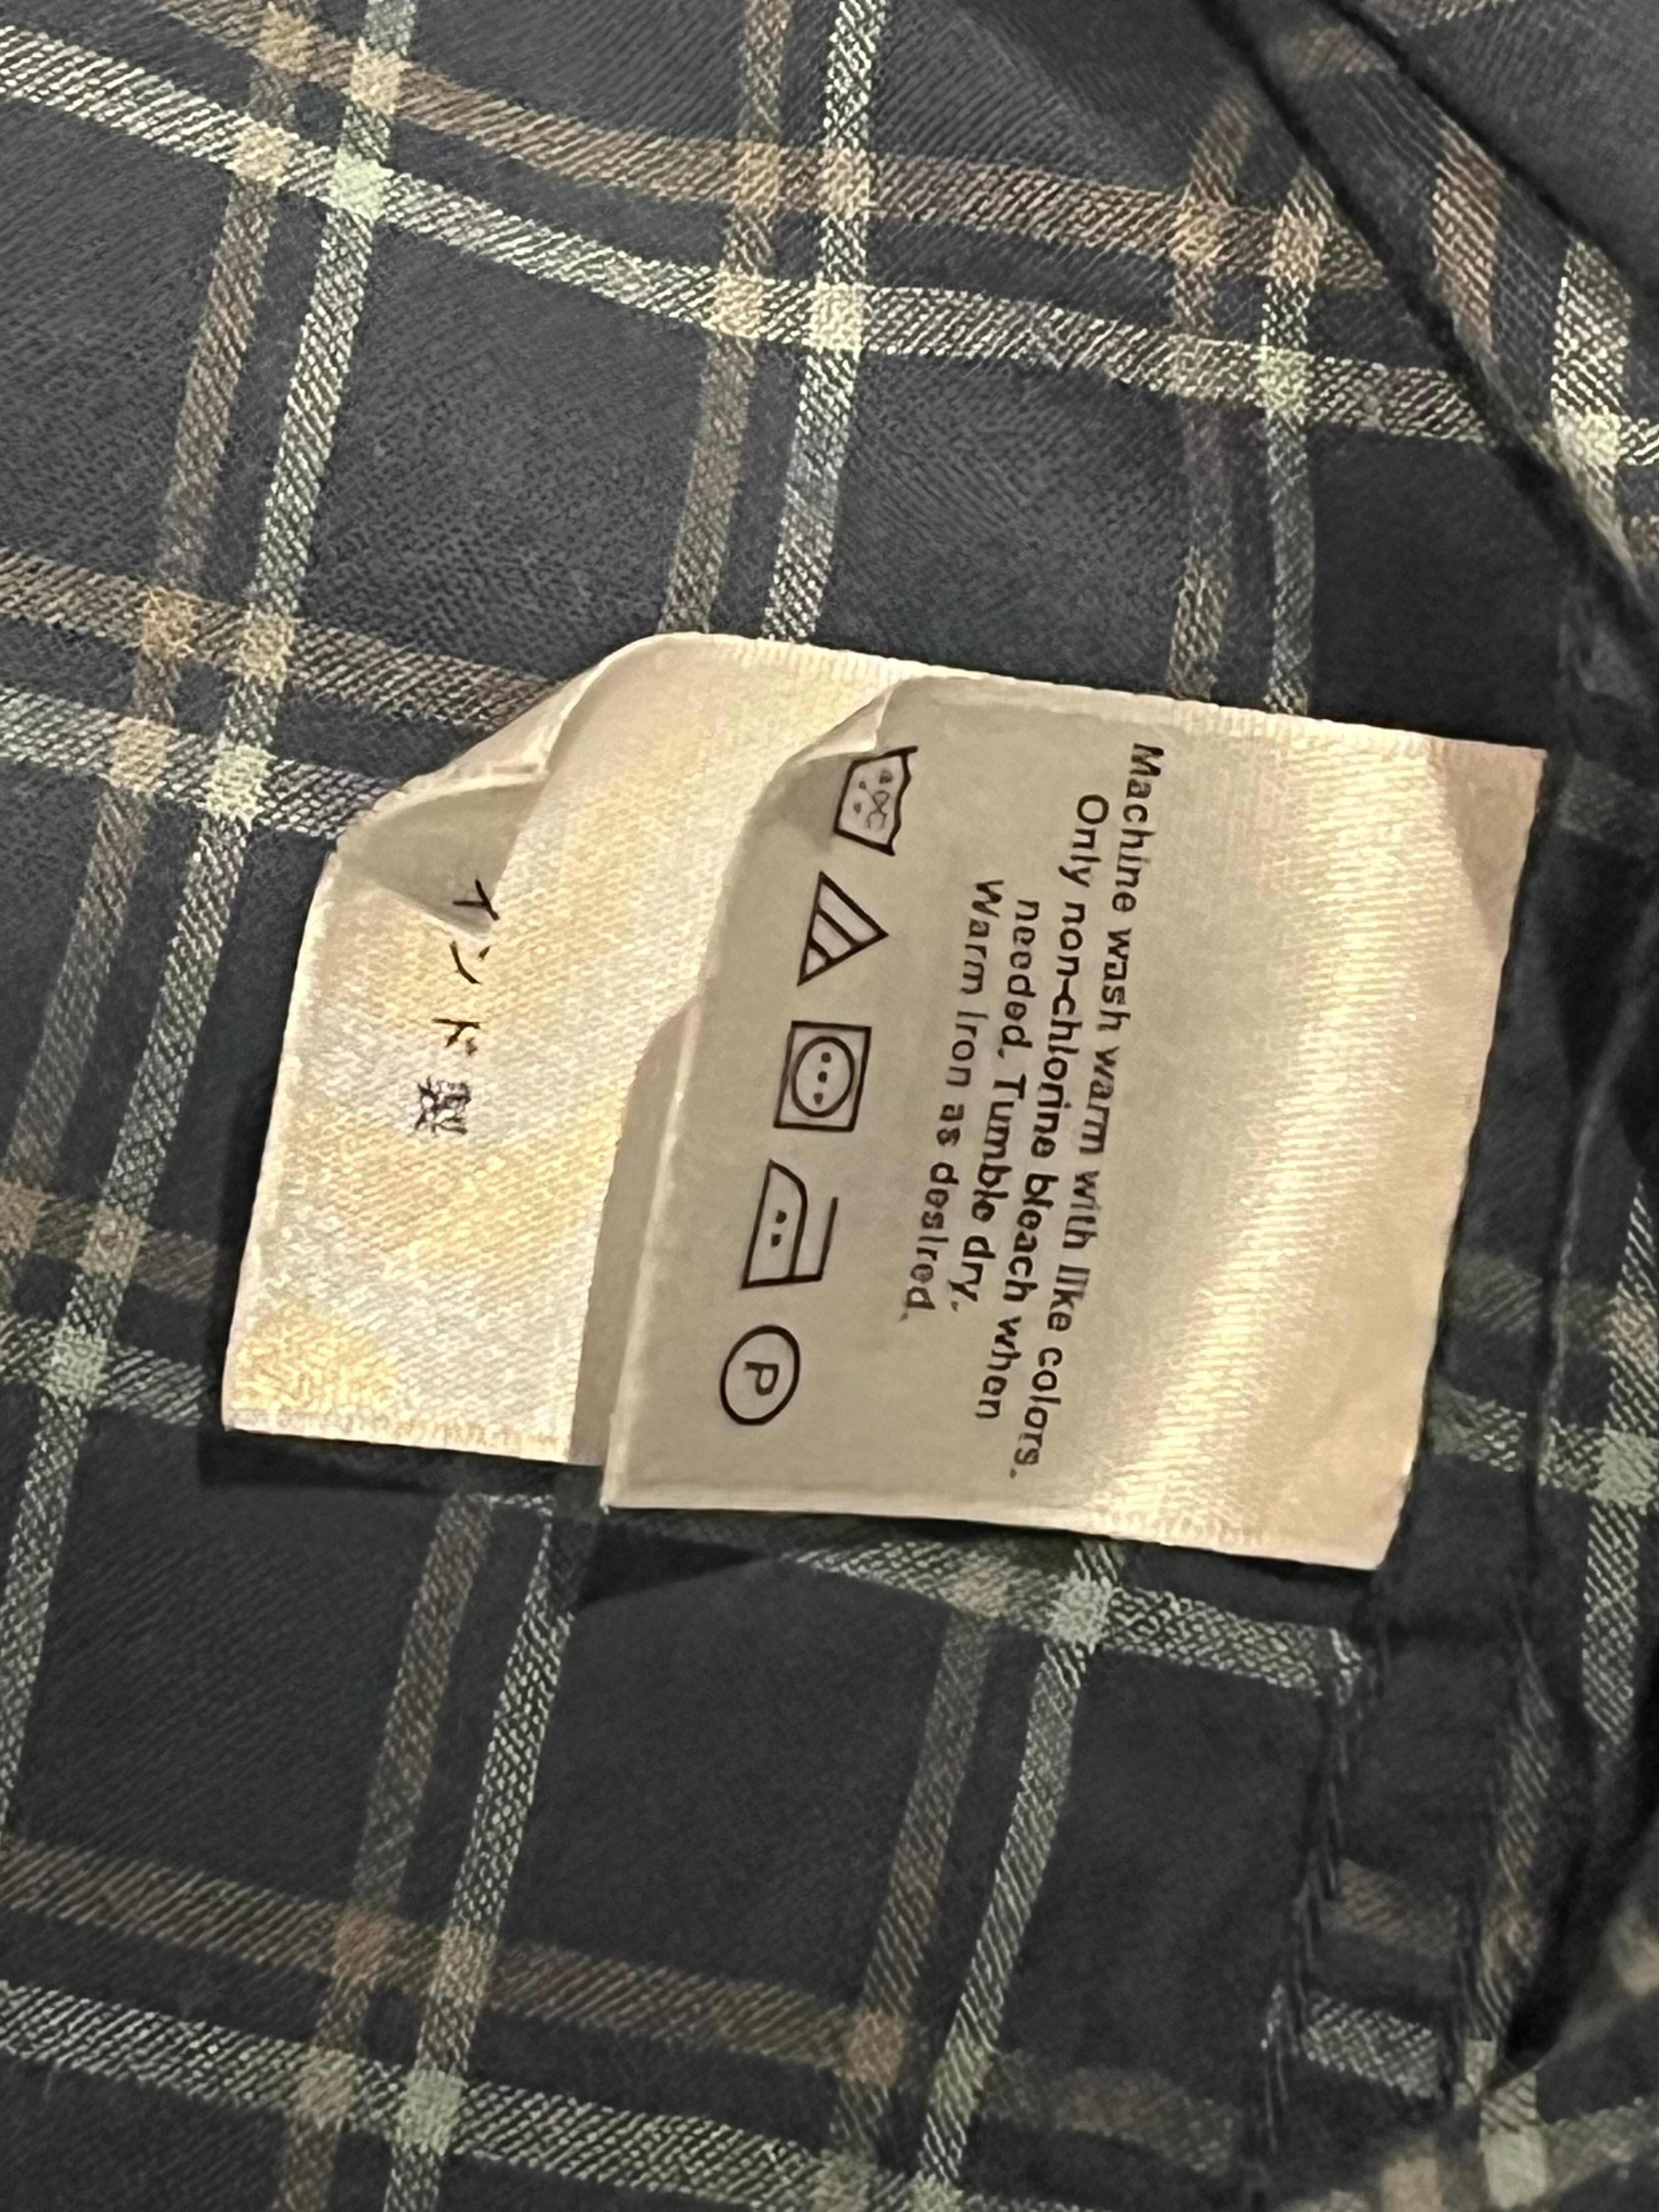 Machine wash warm with like colors.
Only non-chlorine bleach when
needed. Tumble dry.
Warm iron as desired.
P
インド製